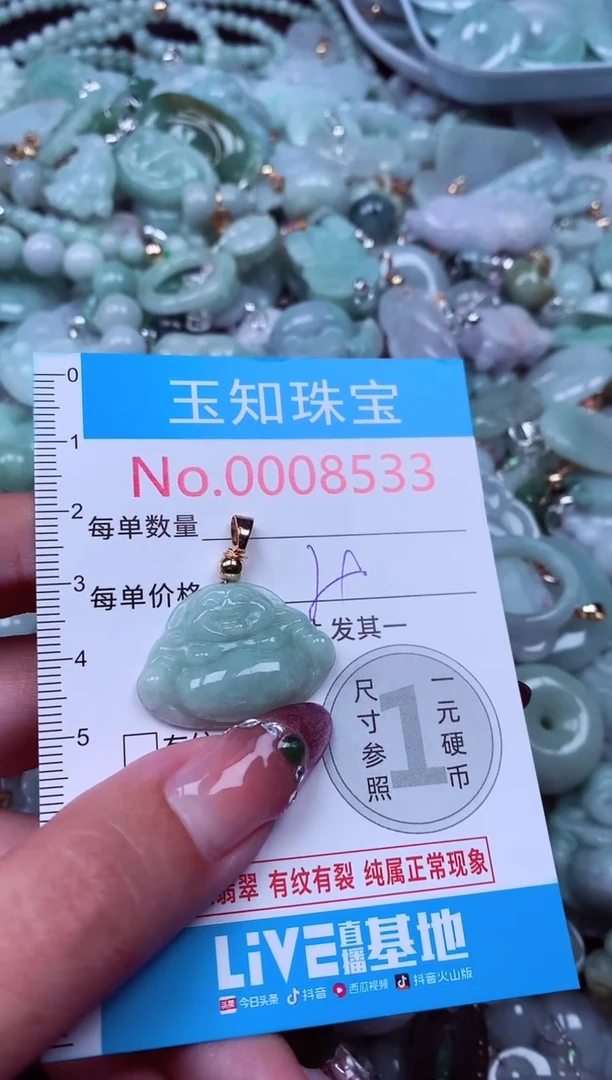 0
1
2
3
4
5
玉知珠宝
No.0008533
每单数量
每单价格
发其一
尺寸参照
1
一元硬币
翡翠 有纹有裂 纯属正常现象
LiVE直播基地
头条 今日头条 抖音 西瓜视频 抖音火山版